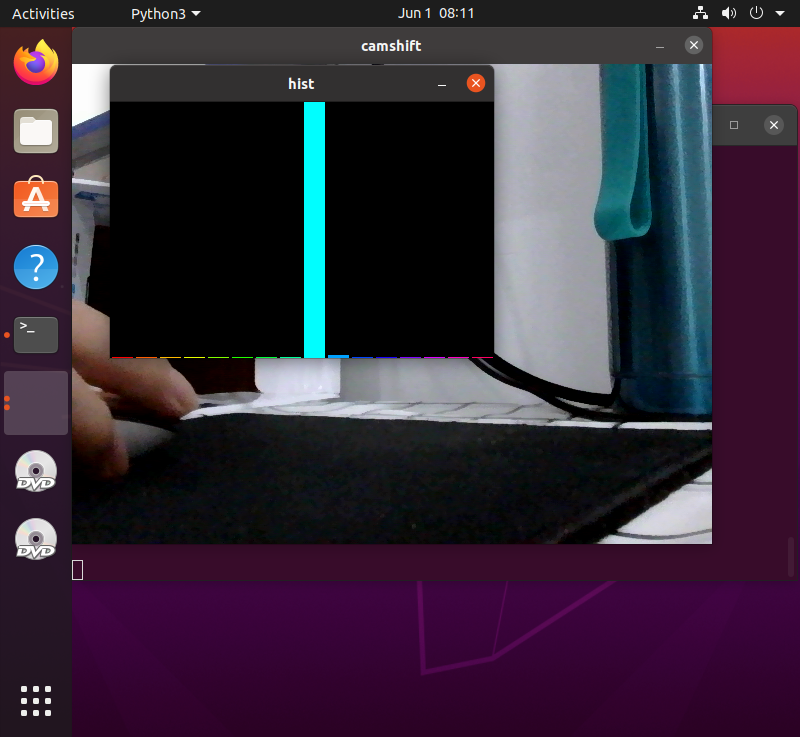 Activities
Python3
Jun 1 08:11
camshift
hist
?
>_
DVD
DVD